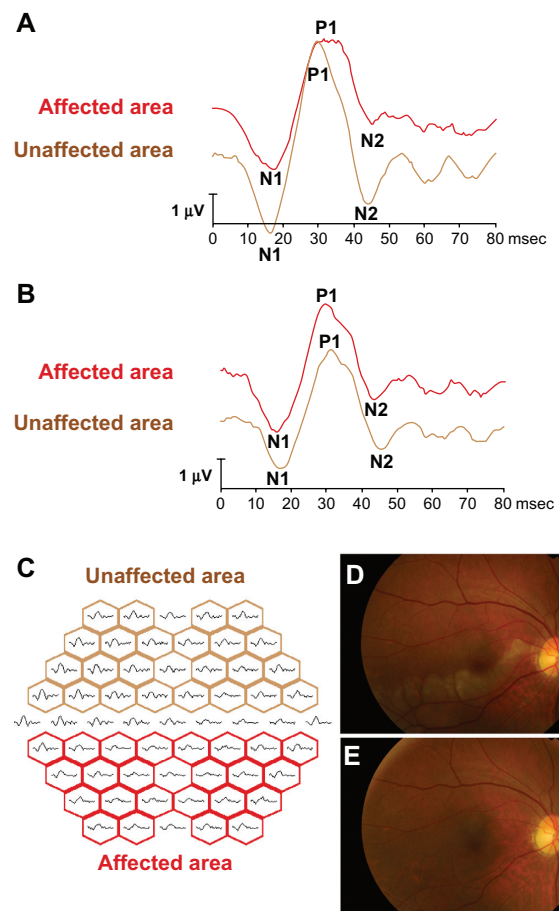 A
P1
P1
Affected area
N2
Unaffected area
N1
1 µV
N2
0 10 20 30 40 50 60 70 80 msec
N1
B
P1
P1
Affected area
N2
Unaffected area
N1
N2
1 µV
N1
0 10 20 30 40 50 60 70 80 msec
C
Unaffected area
Affected area
D
E